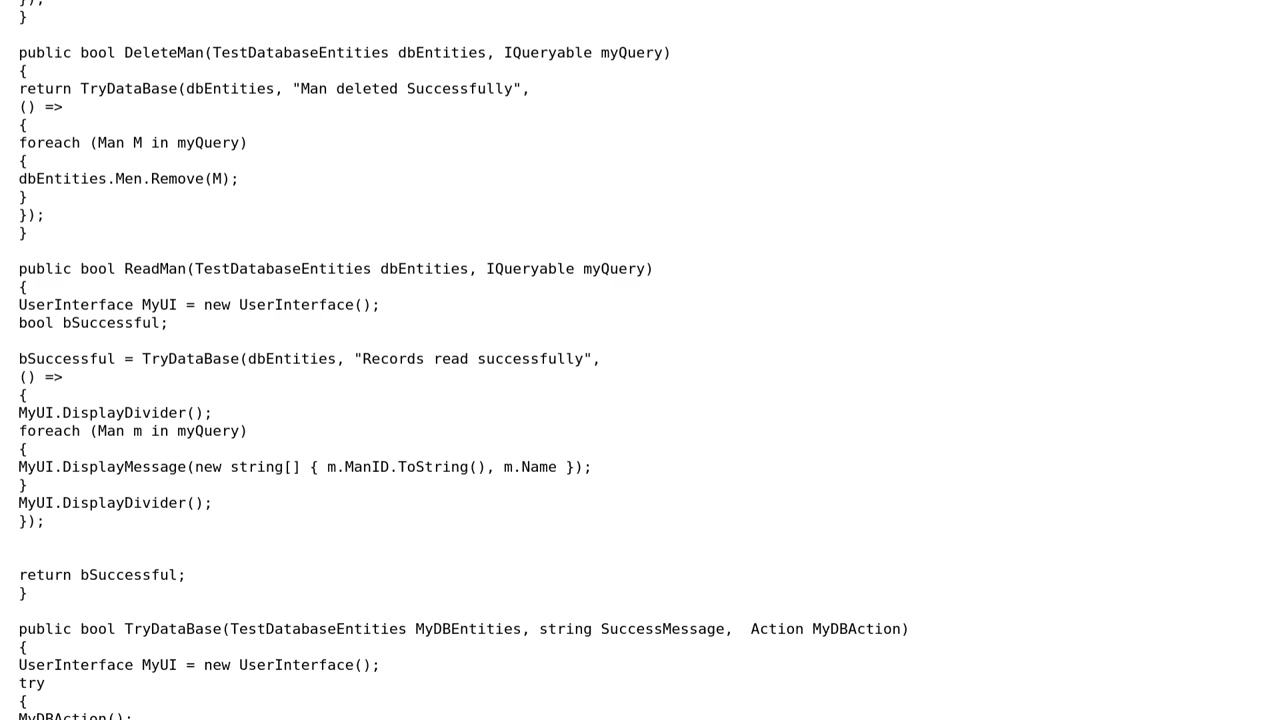 });
}
public bool DeleteMan(TestDatabaseEntities dbEntities, IQueryable myQuery)
{
return TryDataBase(dbEntities, "Man deleted Successfully",
() =>
{
foreach (Man M in myQuery)
{
dbEntities.Men.Remove(M);
}
});
}
public bool ReadMan(TestDatabaseEntities dbEntities, IQueryable myQuery)
{
UserInterface MyUI = new UserInterface();
bool bSuccessful;
bSuccessful = TryDataBase(dbEntities, "Records read successfully",
() =>
{
MyUI.DisplayDivider();
foreach (Man m in myQuery)
{
MyUI.DisplayMessage(new string[] { m.ManID.ToString(), m.Name });
}
MyUI.DisplayDivider();
});
return bSuccessful;
}
public bool TryDataBase(TestDatabaseEntities MyDBEntities, string SuccessMessage,  Action MyDBAction)
{
UserInterface MyUI = new UserInterface();
try
{
MyDBAction();